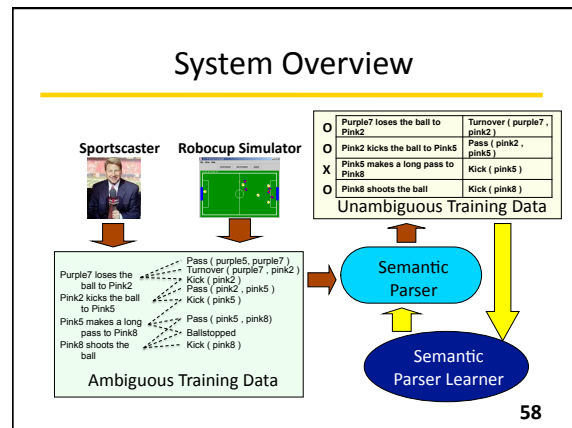 System Overview
Sportscaster
Robocup Simulator
O Purple7 loses the ball to Turnover ( purple7 ,
Pink2 pink2 )
O Pink2 kicks the ball to Pink5 Pass ( pink2 ,
pink5 )
X Pink5 makes a long pass to Kick ( pink5 )
Pink8
O Pink8 shoots the ball Kick ( pink8 )
Unambiguous Training Data
Purple7 loses the
ball to Pink2
Pink2 kicks the ball
to Pink5
Pink5 makes a long
pass to Pink8
Pink8 shoots the
ball
Pass ( purple5, purple7 )
Turnover ( purple7 , pink2 )
Kick ( pink2 )
Pass ( pink2 , pink5 )
Kick ( pink5 )
Pass ( pink5 , pink8 )
Ballstopped
Kick ( pink8 )
Ambiguous Training Data
Semantic
Parser
Semantic
Parser Learner
58